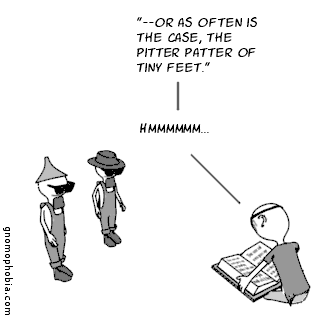 "--OR AS OFTEN IS
THE CASE, THE
PITTER PATTER OF
TINY FEET."
HMMMMMM...
gnomophobia.com